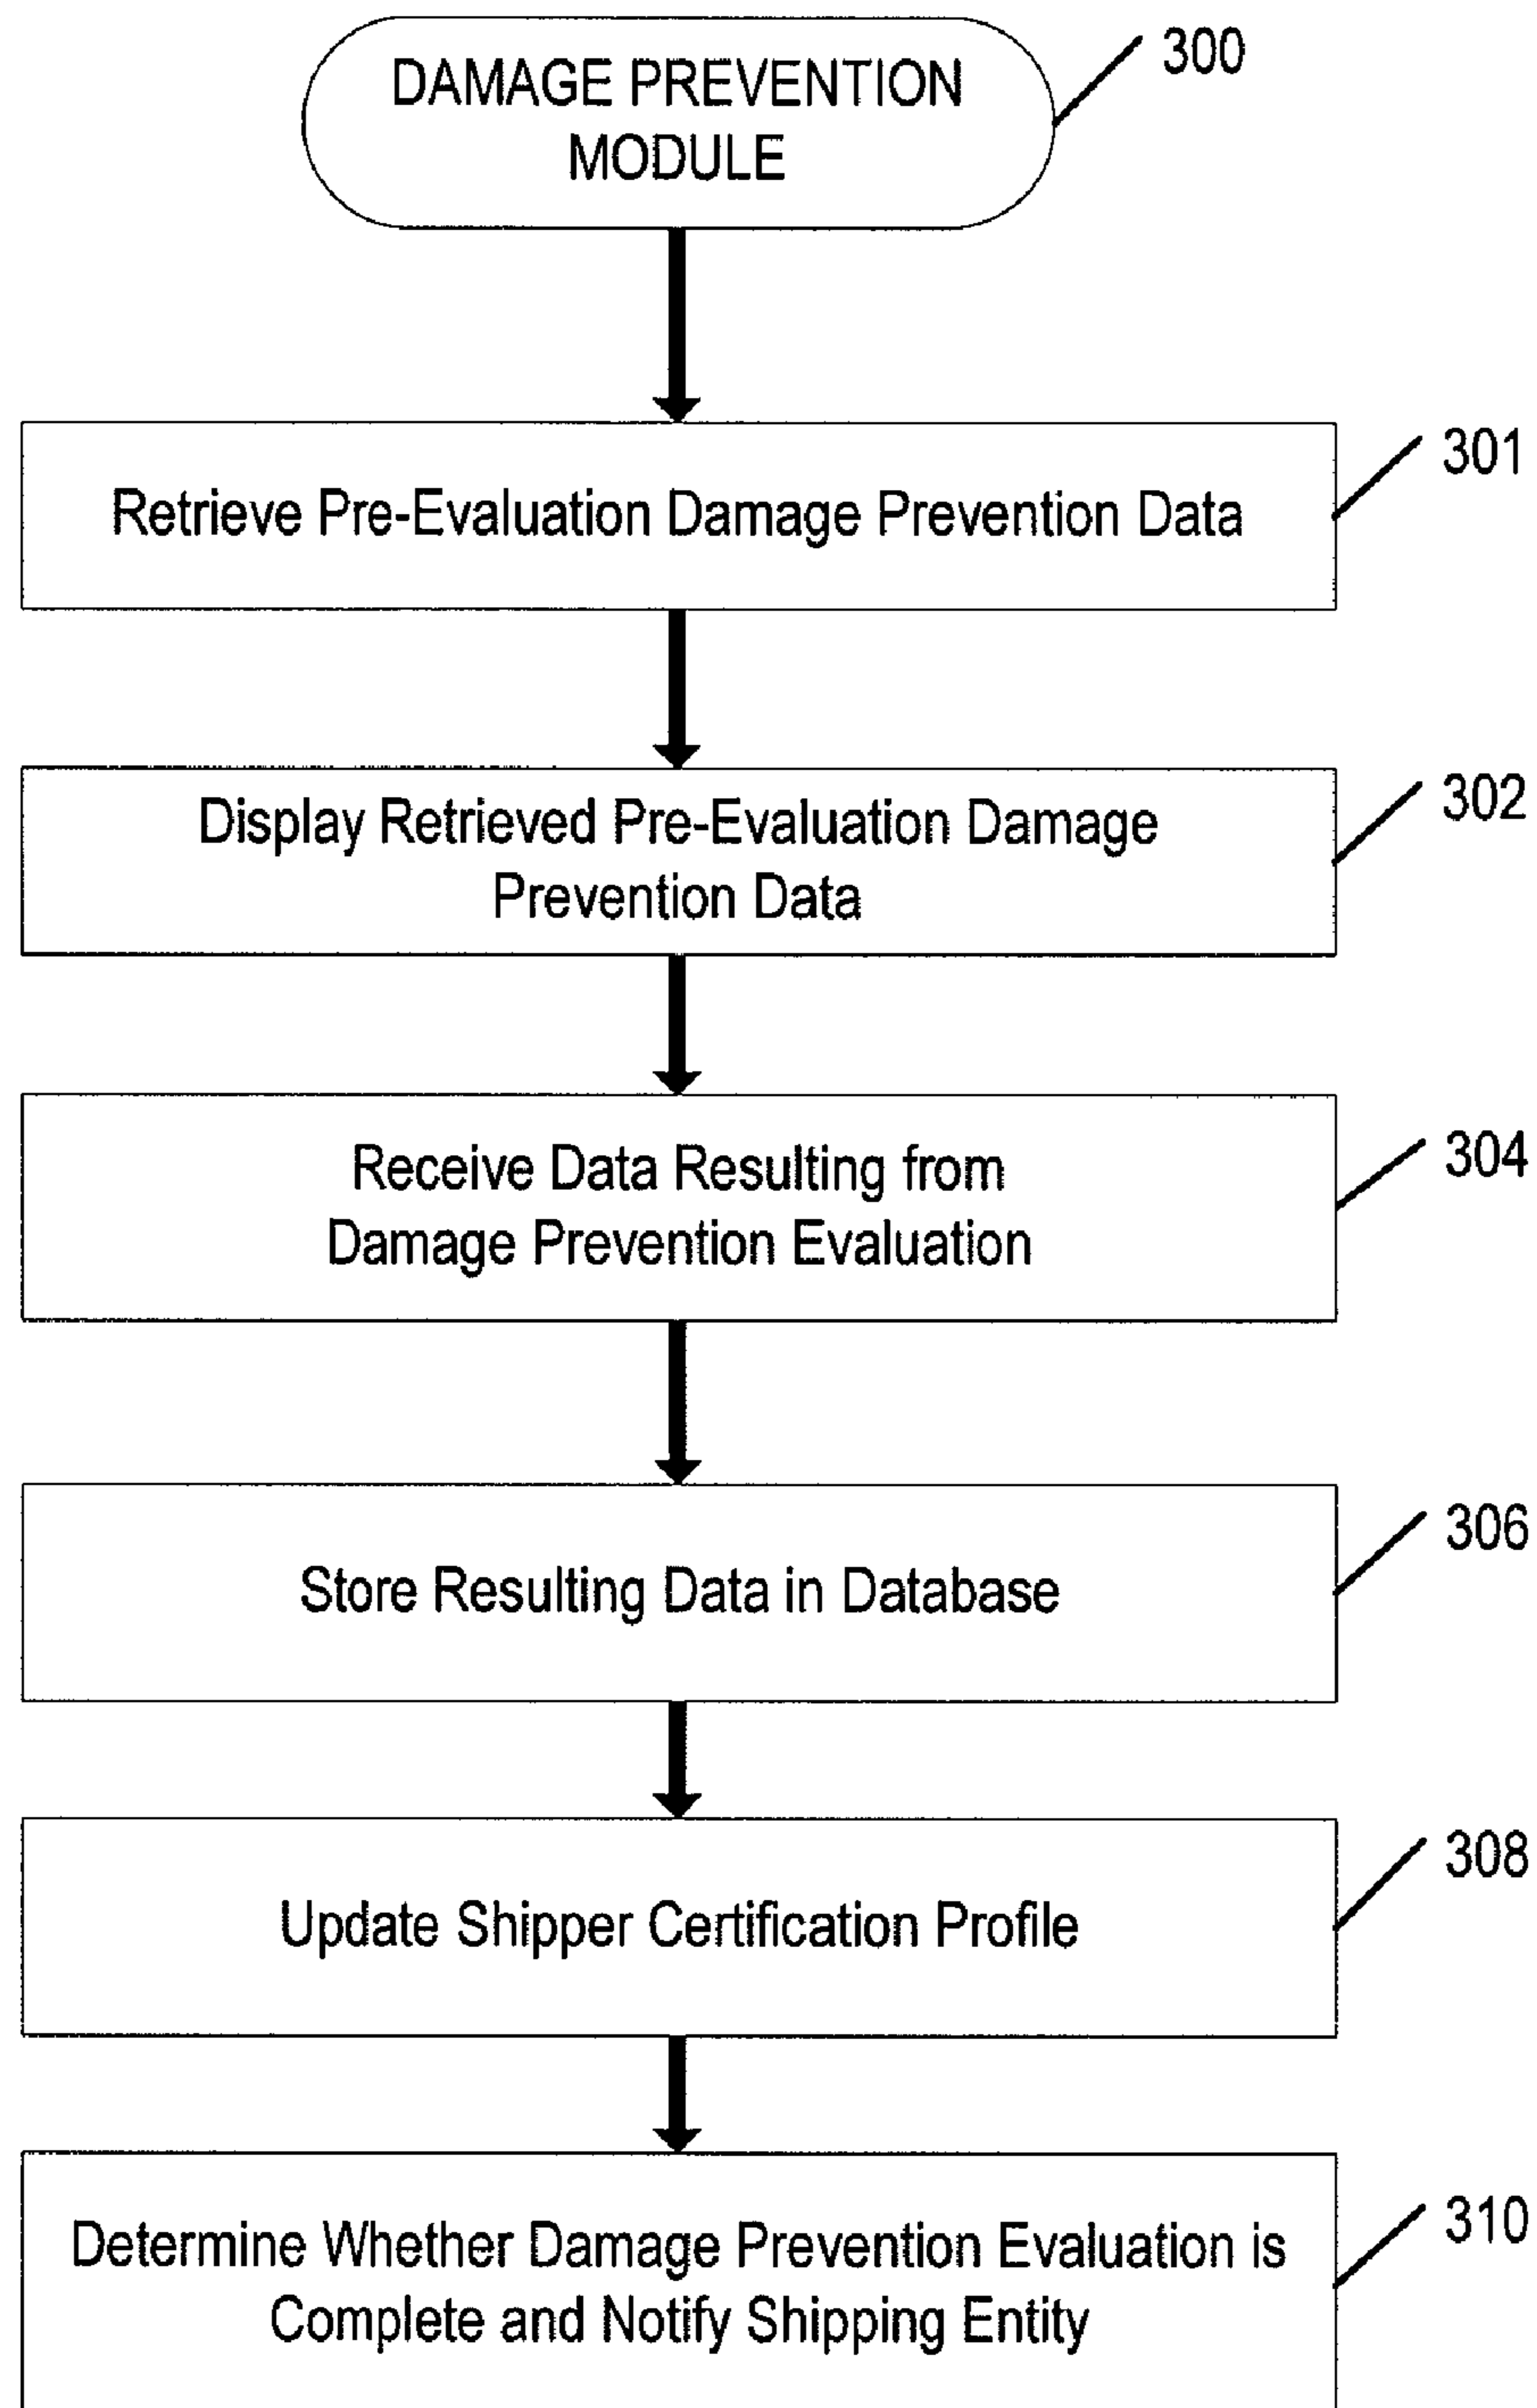 DAMAGE PREVENTION
MODULE
300
Retrieve Pre-Evaluation Damage Prevention Data
301
Display Retrieved Pre-Evaluation Damage
Prevention Data
302
Receive Data Resulting from
Damage Prevention Evaluation
304
Store Resulting Data in Database
306
Update Shipper Certification Profile
308
Determine Whether Damage Prevention Evaluation is
Complete and Notify Shipping Entity
310